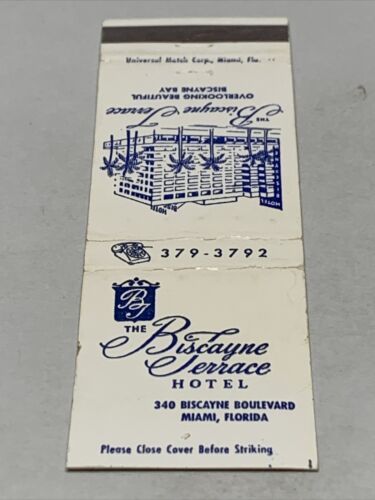 Universal Match Corp., Miami, Fla.
OVERLOOKING BEAUTIFUL
BISCAYNE BAY
THE Biscayne Terrace
HOTEL
379-3792
BT
THE
Biscayne
Terrace
HOTEL
340 BISCAYNE BOULEVARD
MIAMI, FLORIDA
Please Close Cover Before Striking